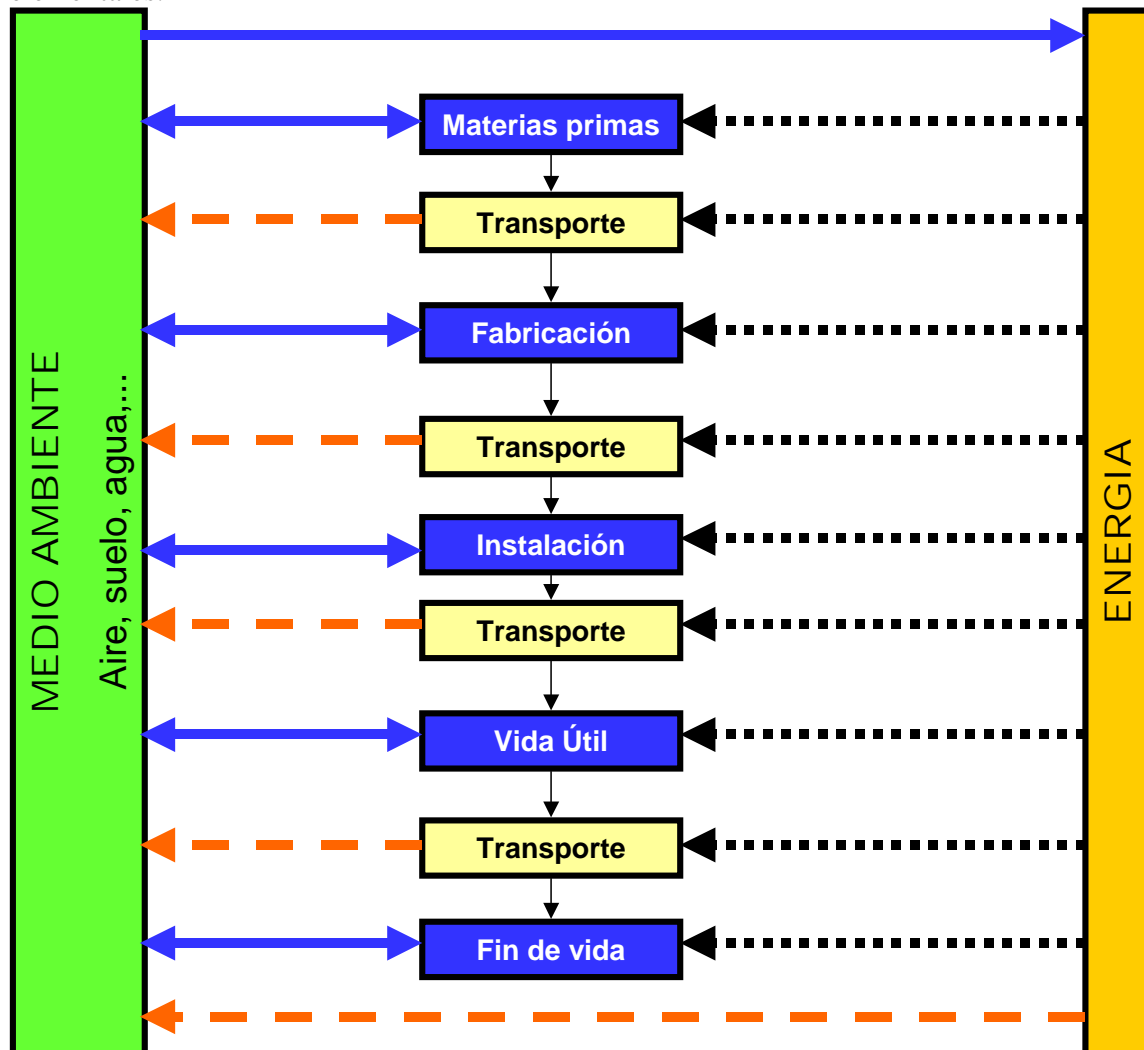 MEDIO AMBIENTE
Aire, suelo, agua,...
Materias primas
Transporte
Fabricación
Transporte
Instalación
Transporte
Vida Útil
Transporte
Fin de vida
ENERGIA